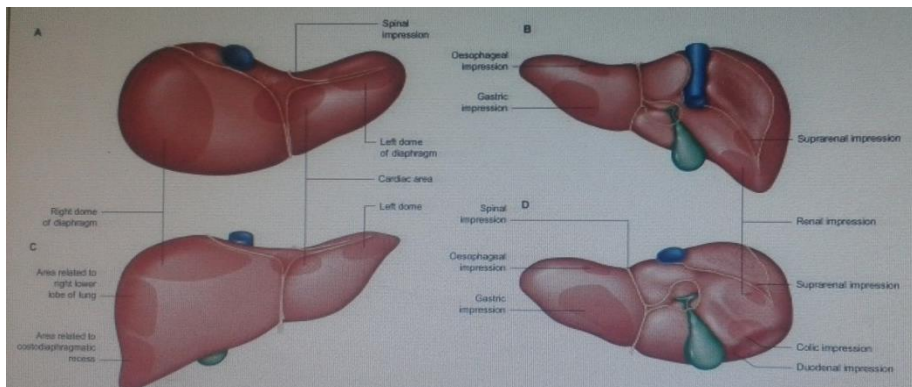 A
Spinal
impression
Left dome
of diaphragm
Cardiac area
Right dome
of diaphragm
B
Oesophageal
impression
Gastric
impression
Suprarenal impression
Renal impression
C
Left dome
Area related to
right lower
lobe of lung
Area related to
costodiaphragmatic
recess
D
Spinal
impression
Oesophageal
impression
Gastric
impression
Suprarenal impression
Colic impression
Duodenal impression